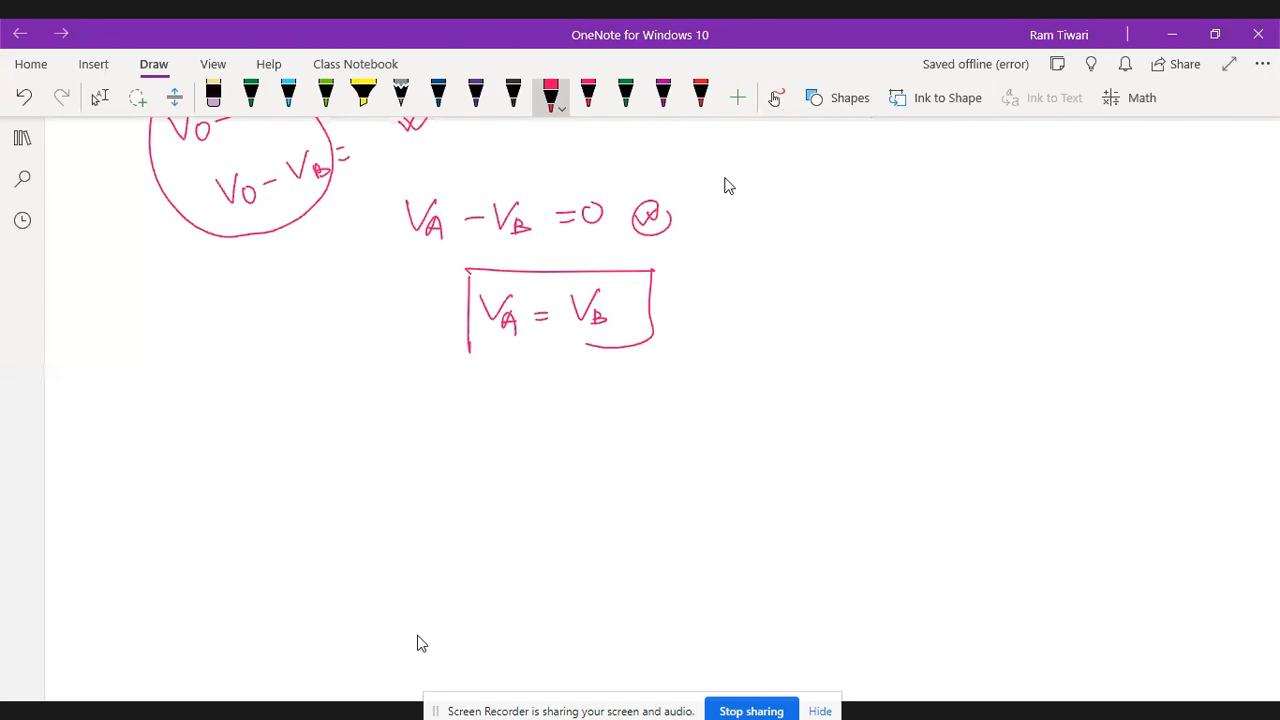 OneNote for Windows 10
Ram Tiwari
Home Insert Draw View Help Class Notebook
Saved offline (error) Share
Shapes Ink to Shape Ink to Text Math
V0 -
V0 - VB =
VA - VB = 0
VA = VB
Screen Recorder is sharing your screen and audio. Stop sharing Hide